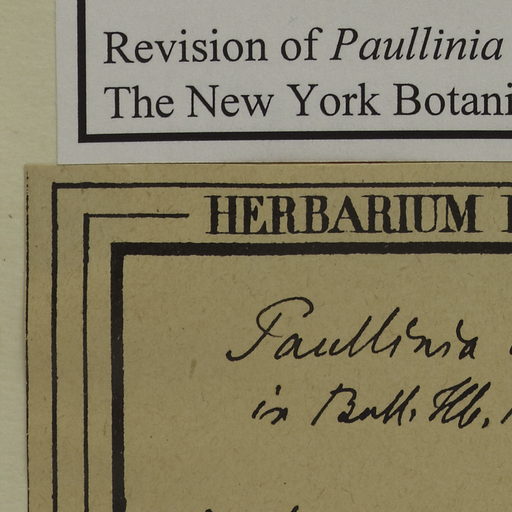 Revision of Paullinia
The New York Botani
HERBARIUM
Paullinia
in Bull. Hb.